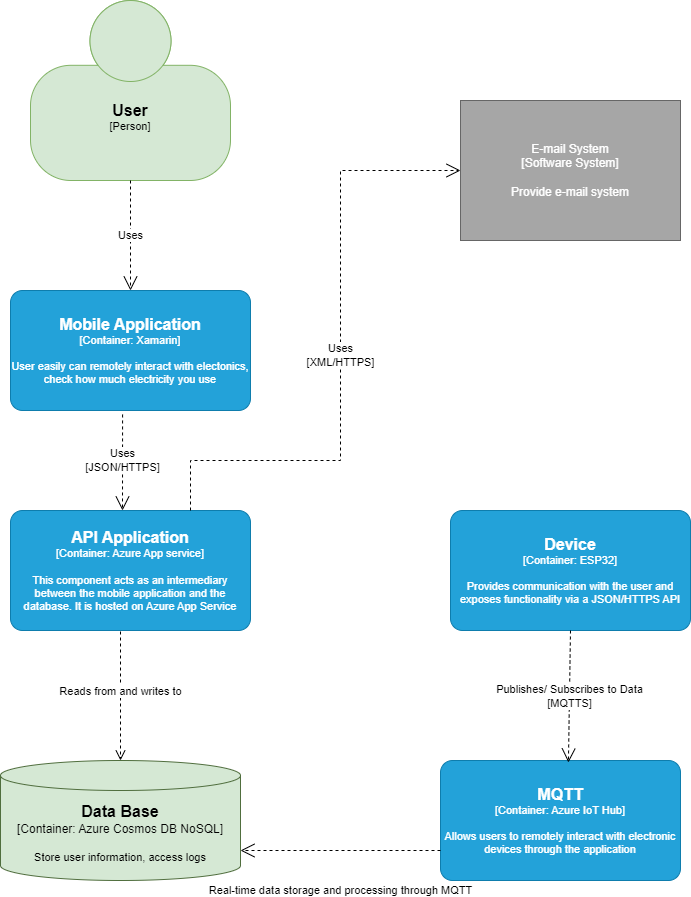 User
[Person]
E-mail System
[Software System]
Provide e-mail system
Uses
Mobile Application
[Container: Xamarin]
User easily can remotely interact with electonics,
check how much electricity you use
Uses
[XML/HTTPS]
Uses
[JSON/HTTPS]
API Application
[Container: Azure App service]
This component acts as an intermediary
between the mobile application and the
database. It is hosted on Azure App Service
Device
[Container: ESP32]
Provides communication with the user and
exposes functionality via a JSON/HTTPS API
Reads from and writes to
Publishes/ Subscribes to Data
[MQTTS]
Data Base
[Container: Azure Cosmos DB NoSQL]
Store user information, access logs
MQTT
[Container: Azure IoT Hub]
Allows users to remotely interact with electronic
devices through the application
Real-time data storage and processing through MQTT